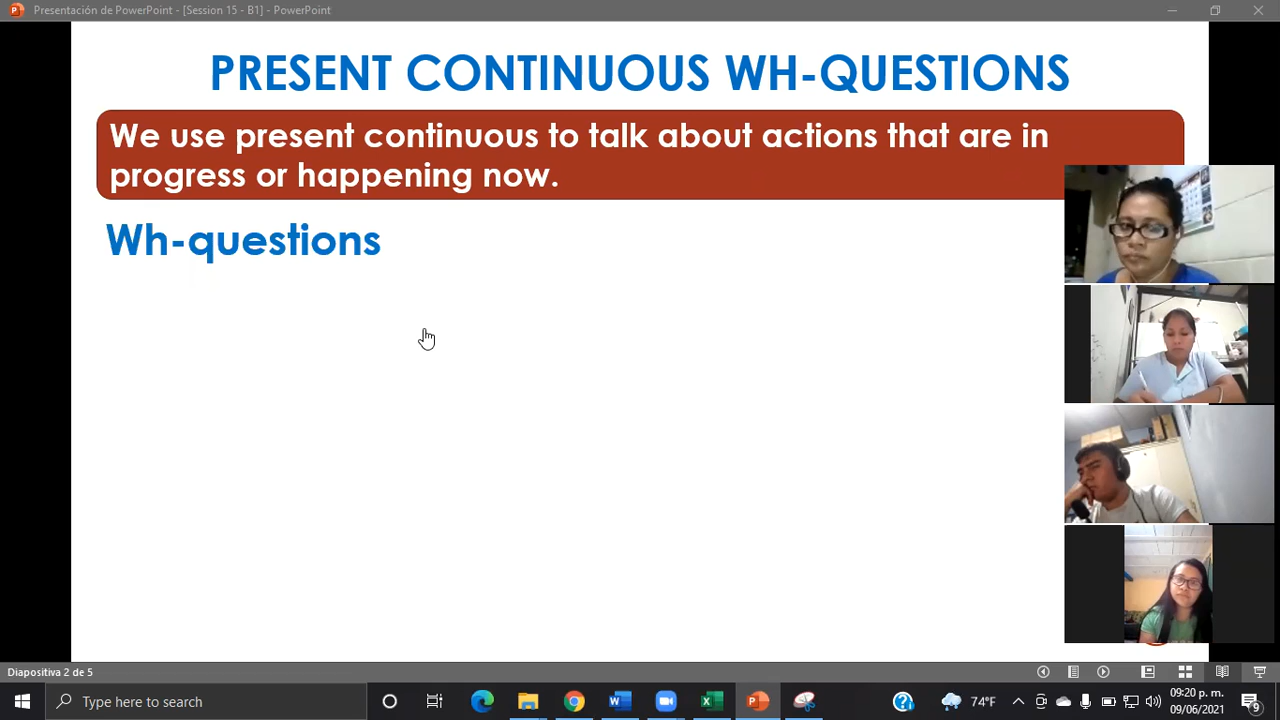 Presentación de PowerPoint - [Session 15 - B1] - PowerPoint
PRESENT CONTINUOUS WH-QUESTIONS
We use present continuous to talk about actions that are in
progress or happening now.
Wh-questions
Diapositiva 2 de 5
Type here to search
74°F
09:20 p. m.
09/06/2021
9